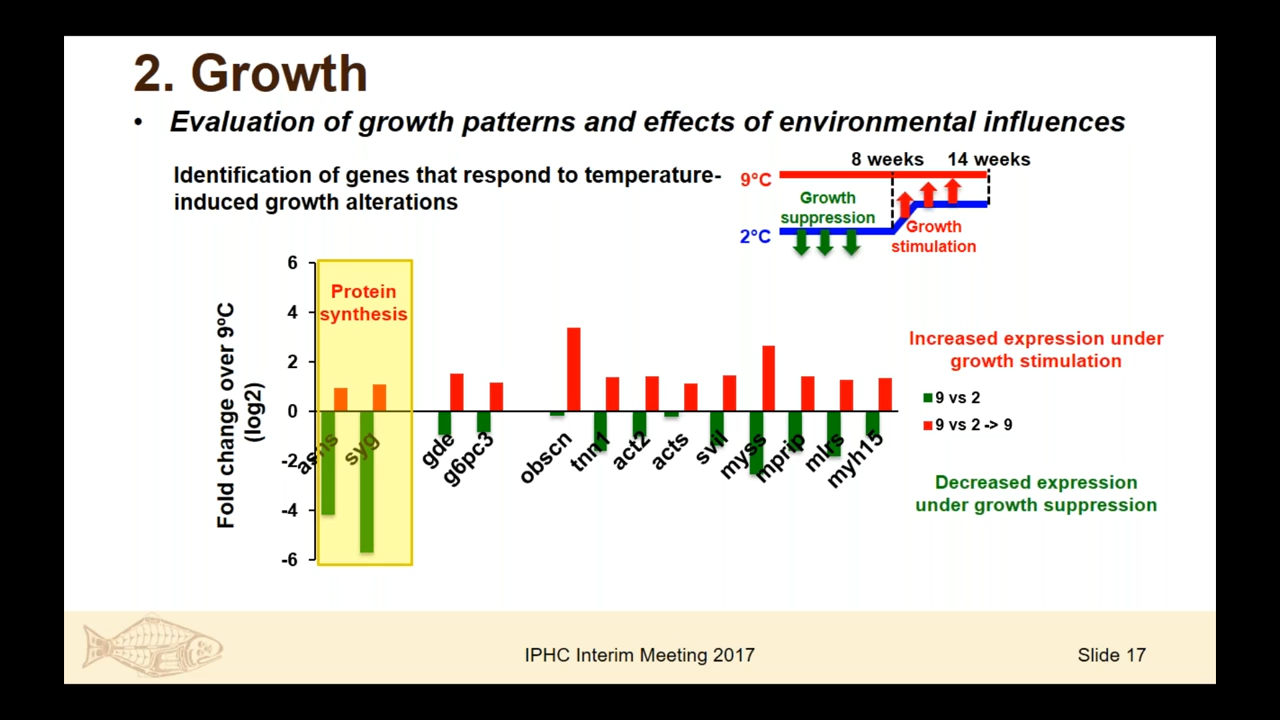 2. Growth
• Evaluation of growth patterns and effects of environmental influences
Identification of genes that respond to temperature-
induced growth alterations
8 weeks 14 weeks
9°C
Growth
suppression
2°C
Growth
stimulation
Fold change over 9ºC
(log2)
6
4
2
0
-2
-4
-6
Protein
synthesis
syg
gde
g6pc3
obscn
tnni1
act2
acts
svil
myss
mprip
mlrs
myh15
Increased expression under
growth stimulation
9 vs 2
9 vs 2 -> 9
Decreased expression
under growth suppression
IPHC Interim Meeting 2017
Slide 17